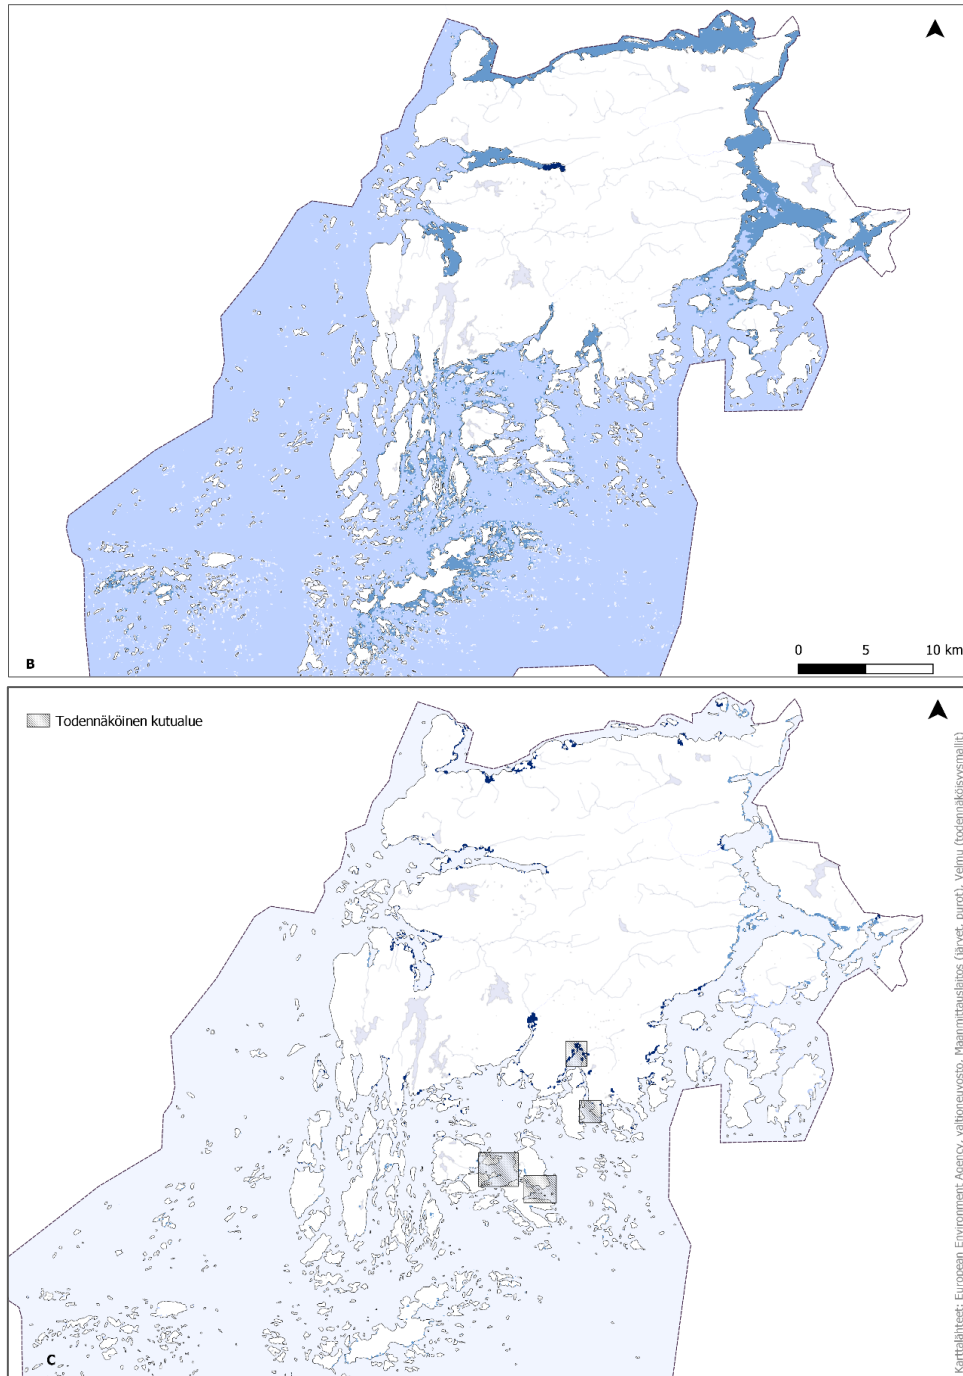 B
0 5 10 km
Todennäköinen kutualue
C
Karttalähteet: European Environment Agency, valtioneuvosto, Maanmittauslaitos (järvet, purot), Velmu (todennäköisyysmallit)